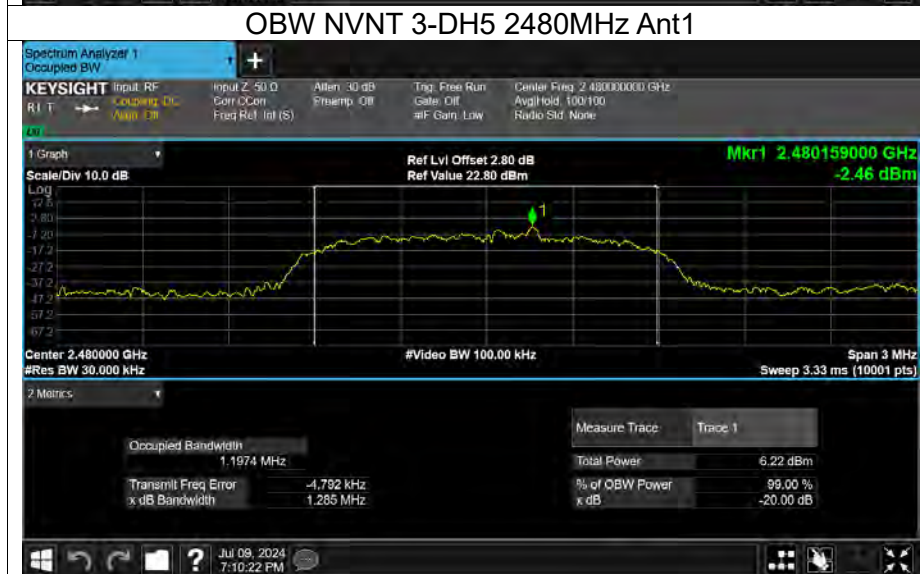 OBW NVNT 3-DH5 2480MHz Ant1
Spectrum Analyzer 1
Occupied BW
+
KEYSIGHT Input: RF Input Z: 50 Ω Atten: 30 dB Trig: Free Run Center Freq: 2.480000000 GHz
RLT Coupling: DC Corr CCorr Preamp: Off Gate: Off Avg|Hold: 100/100
Align: Off Freq Ref: Int (S) #IF Gain: Low Radio Std: None
1 Graph Ref Lvl Offset 2.80 dB Mkr1 2.480159000 GHz
Scale/Div 10.0 dB Ref Value 22.80 dBm -2.46 dBm
Log
12.8
2.80
-7.20
-17.2
-27.2
-37.2
-47.2
-57.2
-67.2
1
Center 2.480000 GHz #Video BW 100.00 kHz Span 3 MHz
#Res BW 30.000 kHz Sweep 3.33 ms (10001 pts)
2 Metrics
Measure Trace Trace 1
Occupied Bandwidth
1.1974 MHz Total Power 6.22 dBm
Transmit Freq Error -4.792 kHz % of OBW Power 99.00 %
x dB Bandwidth 1.285 MHz x dB -20.00 dB
? Jul 09, 2024
7:10:22 PM